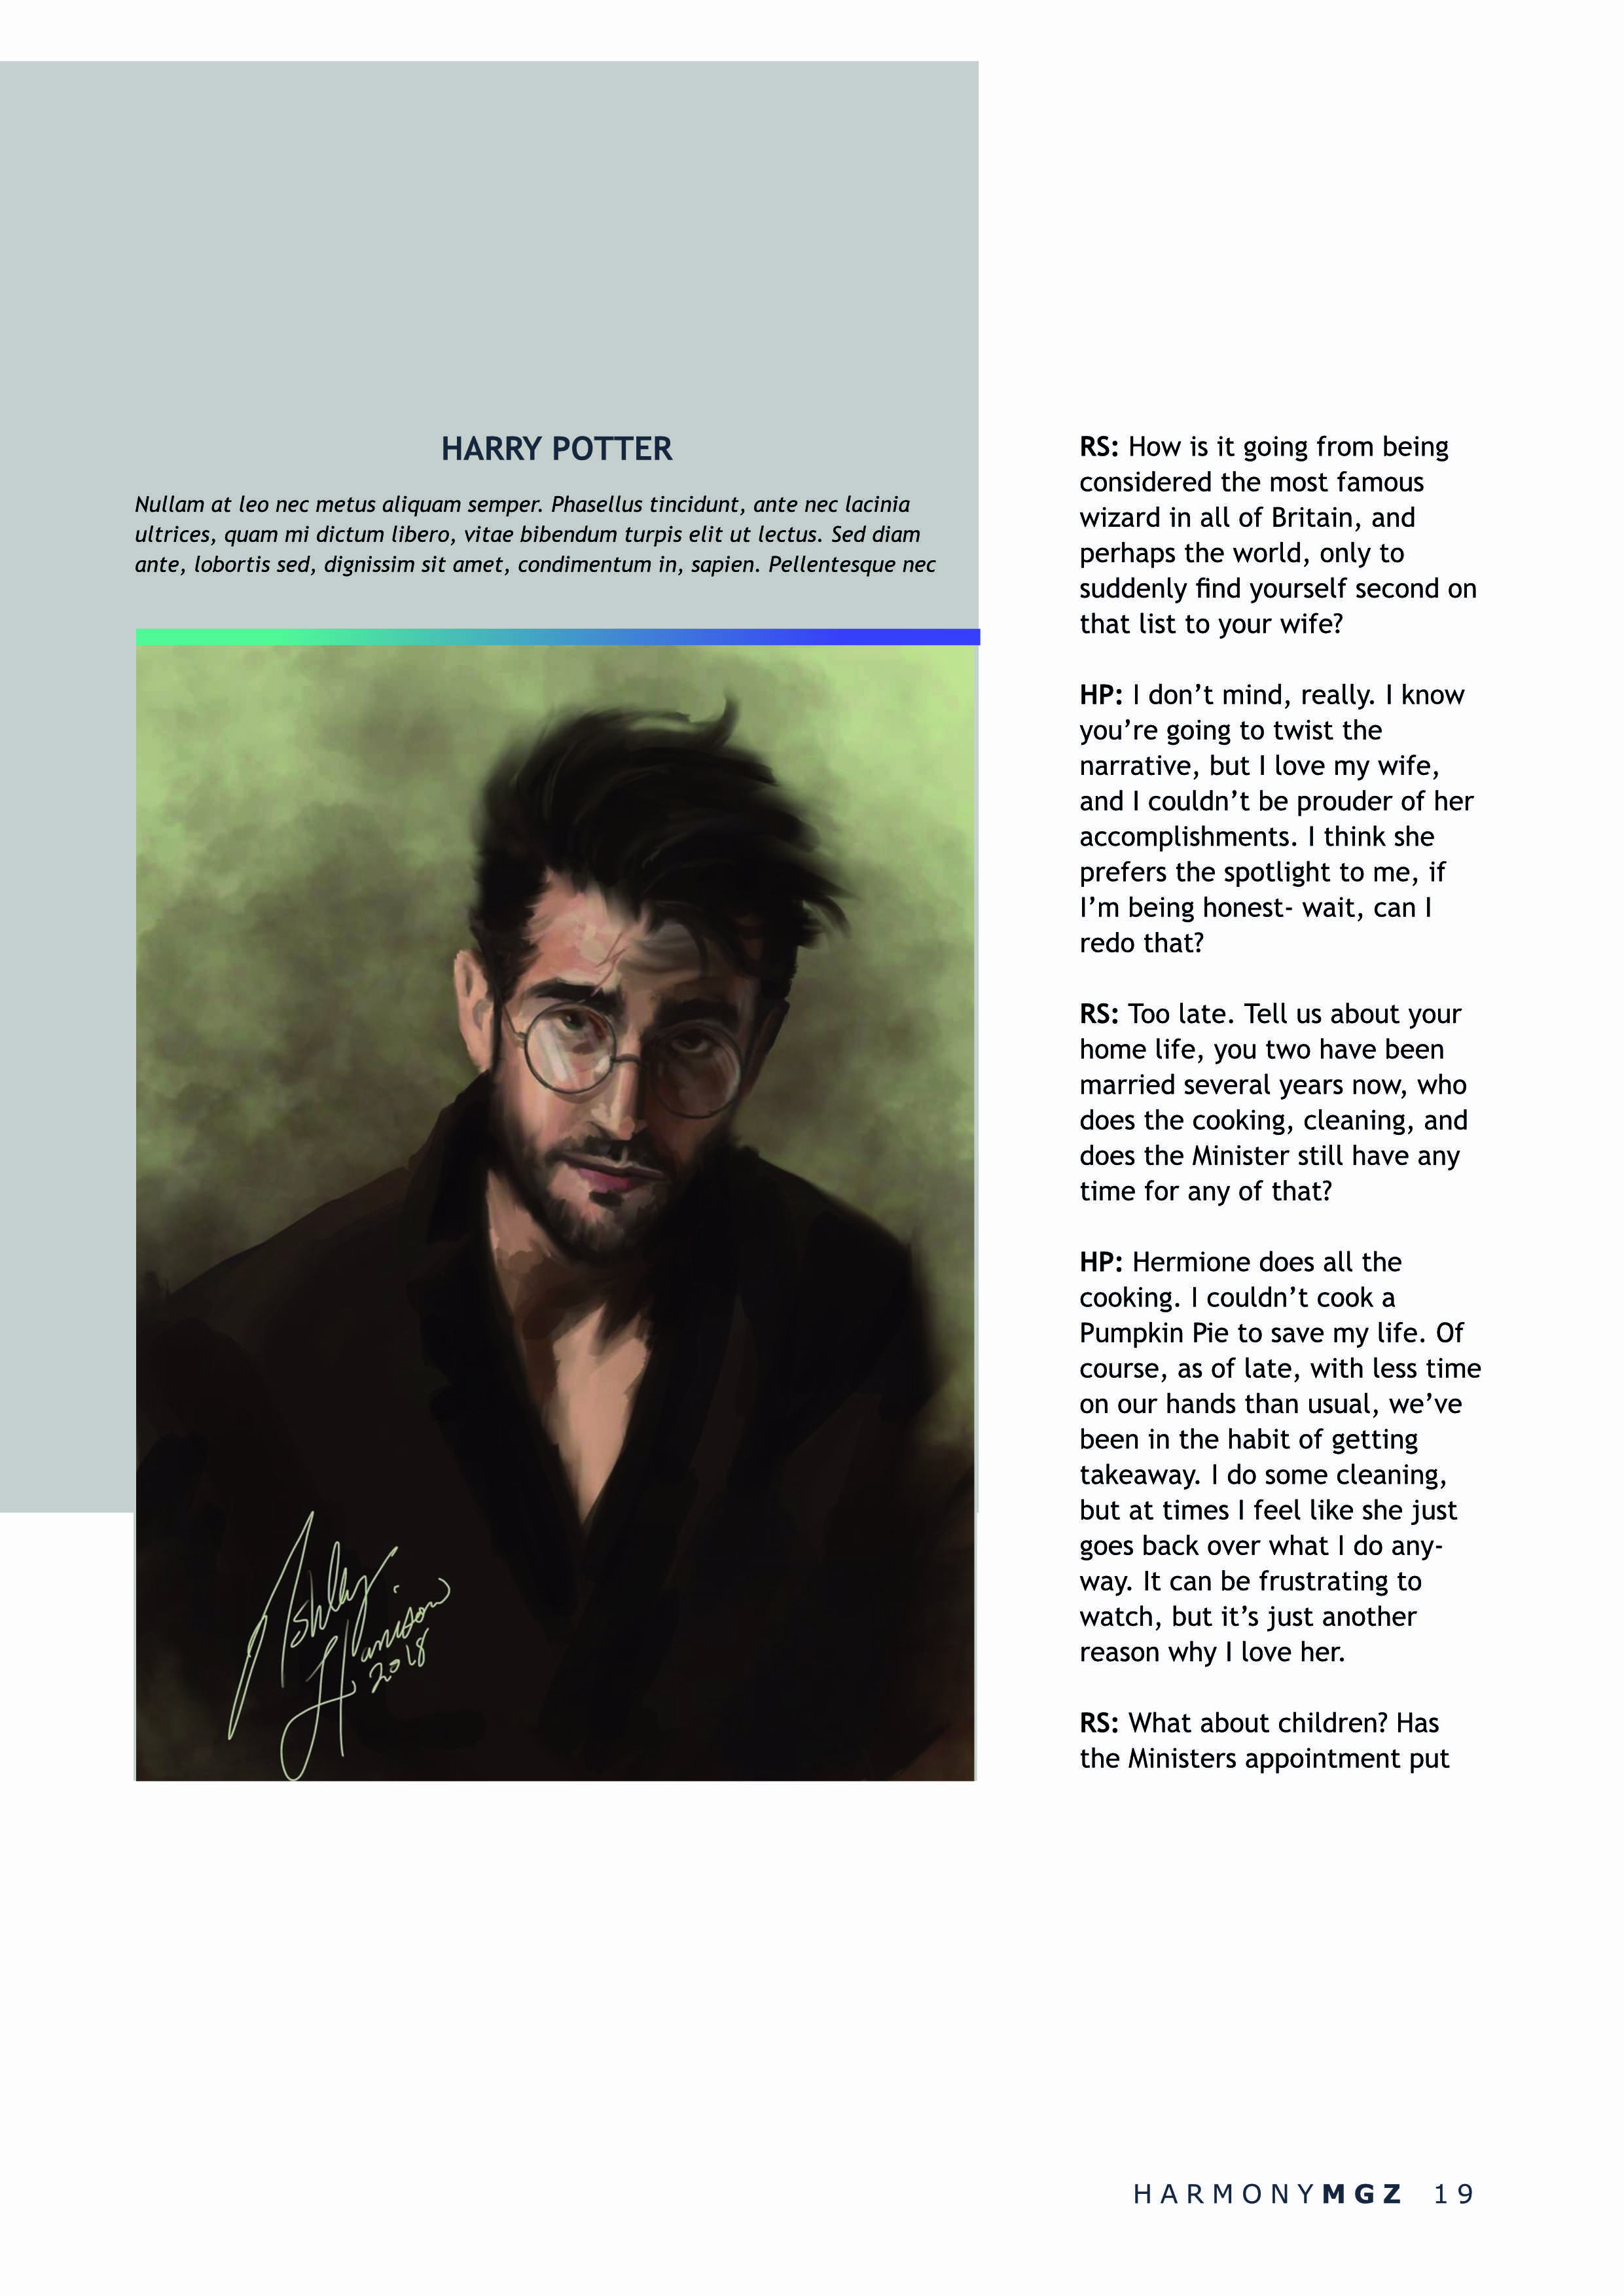 HARRY POTTER
Nullam at leo nec metus aliquam semper. Phasellus tincidunt, ante nec lacinia
ultrices, quam mi dictum libero, vitae bibendum turpis elit ut lectus. Sed diam
ante, lobortis sed, dignissim sit amet, condimentum in, sapien. Pellentesque nec
Ashley
Harrison
2018
RS: How is it going from being
considered the most famous
wizard in all of Britain, and
perhaps the world, only to
suddenly find yourself second on
that list to your wife?
HP: I don’t mind, really. I know
you’re going to twist the
narrative, but I love my wife,
and I couldn’t be prouder of her
accomplishments. I think she
prefers the spotlight to me, if
I’m being honest- wait, can I
redo that?
RS: Too late. Tell us about your
home life, you two have been
married several years now, who
does the cooking, cleaning, and
does the Minister still have any
time for any of that?
HP: Hermione does all the
cooking. I couldn’t cook a
Pumpkin Pie to save my life. Of
course, as of late, with less time
on our hands than usual, we’ve
been in the habit of getting
takeaway. I do some cleaning,
but at times I feel like she just
goes back over what I do any-
way. It can be frustrating to
watch, but it’s just another
reason why I love her.
RS: What about children? Has
the Ministers appointment put
HARMONYMGZ 19